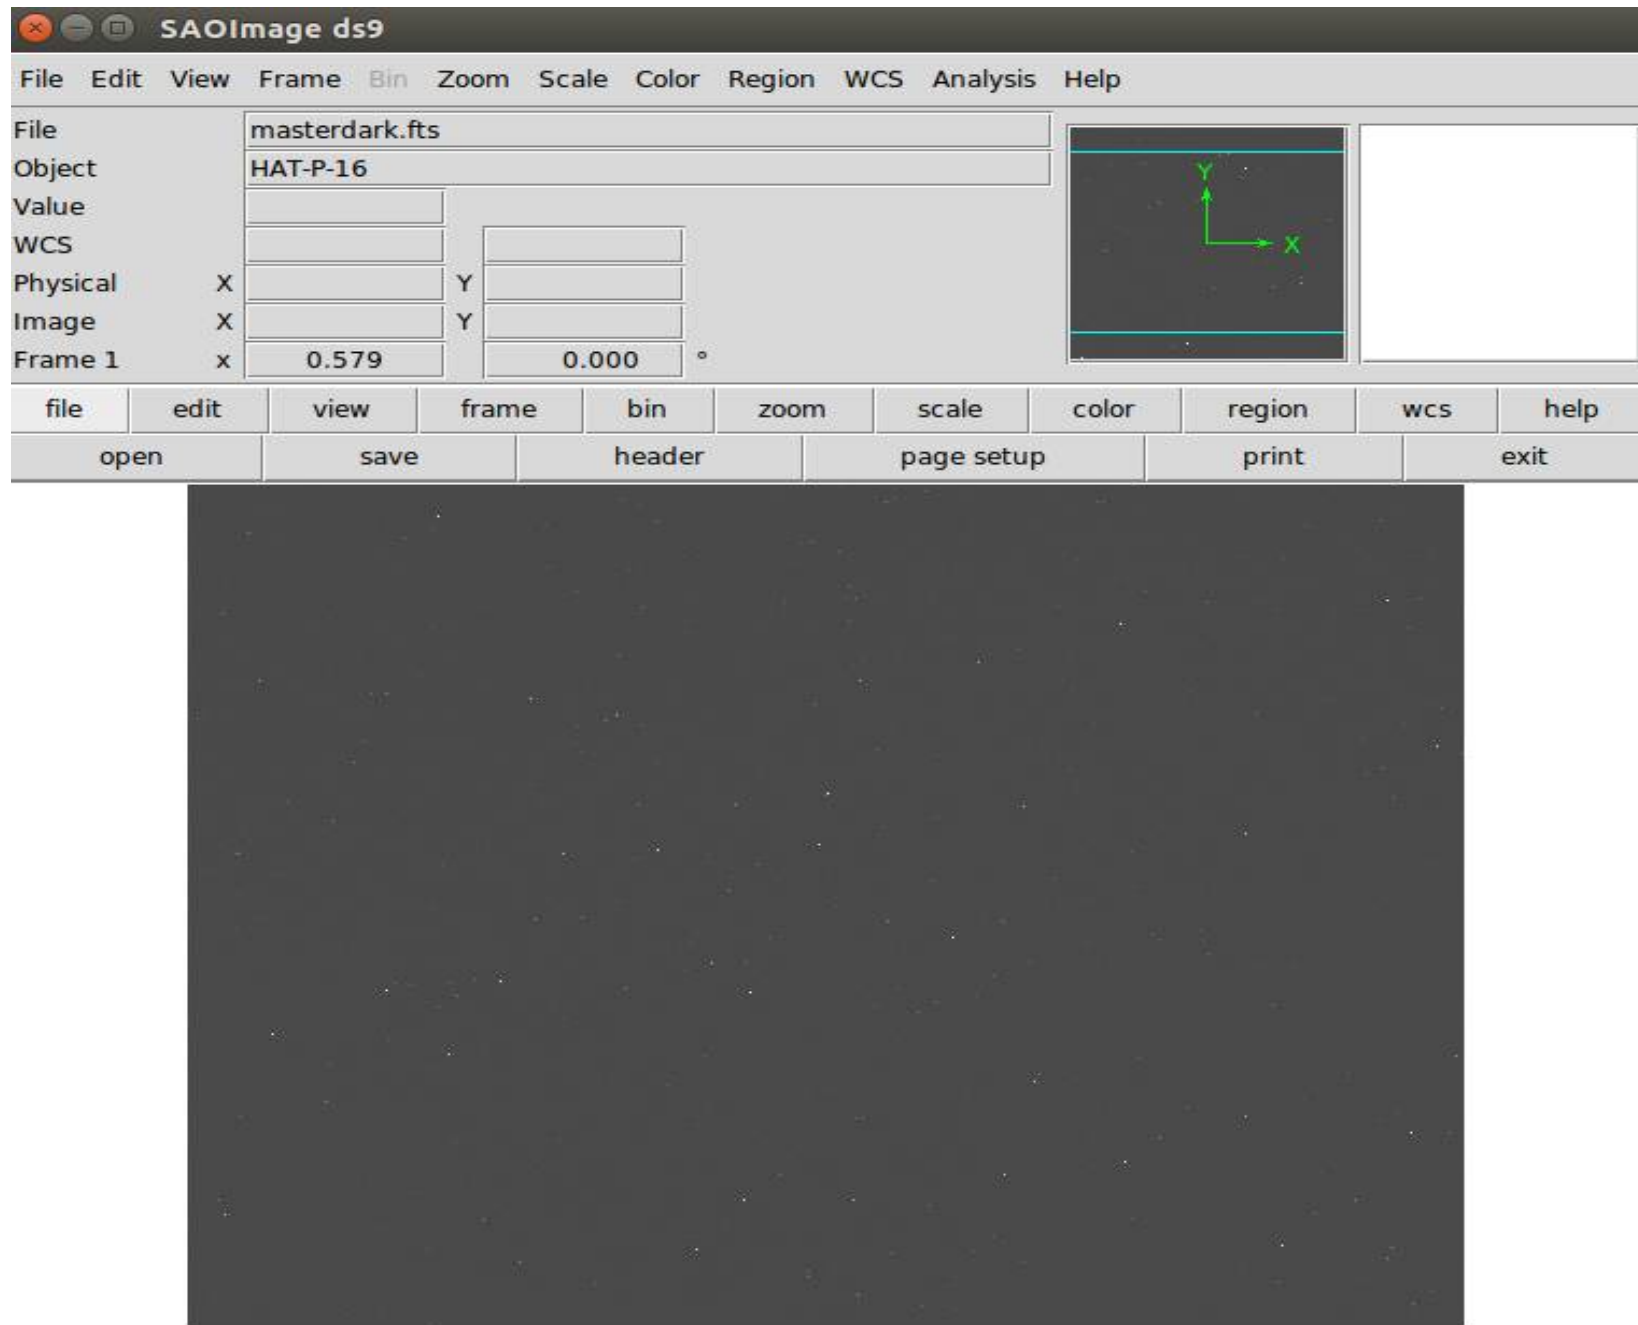 SAOImage ds9
File Edit View Frame Bin Zoom Scale Color Region WCS Analysis Help
File masterdark.fts
Object HAT-P-16
Value
WCS
Physical X Y
Image X Y
Frame 1 x 0.579 0.000 °
Y
X
file edit view frame bin zoom scale color region wcs help
open save header page setup print exit